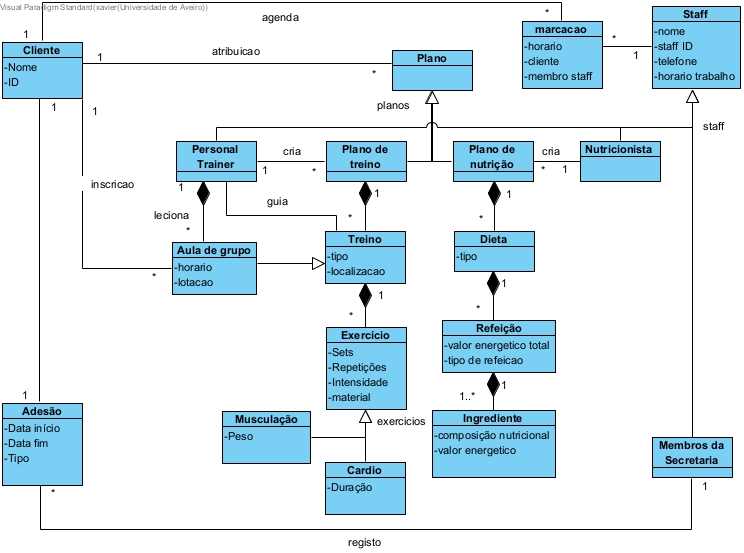 Visual Paradigm Standard(xavier(Universidade de Aveiro))
agenda
1
*
Cliente
-Nome
-ID
1
atribuicao
*
Plano
marcacao
-horario
-cliente
-membro staff
*
1
Staff
-nome
-staff ID
-telefone
-horario trabalho
1
1
planos
staff
Personal
Trainer
1
cria
*
Plano de
treino
Plano de
nutrição
cria
*
1
Nutricionista
inscricao
1
leciona
*
guia
1
*
1
*
Aula de grupo
-horario
-lotacao
*
Treino
-tipo
-localizacao
Dieta
-tipo
1
*
1
*
Exercício
-Sets
-Repetições
-Intensidade
-material
Refeição
-valor energetico total
-tipo de refeicao
1
1..*
1
Adesão
-Data início
-Data fim
-Tipo
*
Musculação
-Peso
exercicios
Ingrediente
-composição nutricional
-valor energetico
Cardio
-Duração
Membros da
Secretaria
1
registo